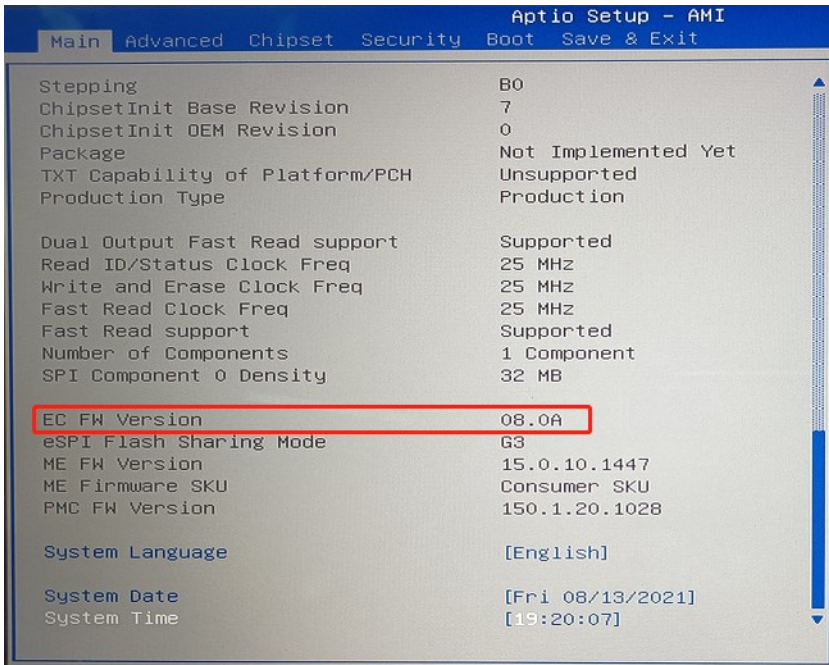 Aptio Setup – AMI
Main Advanced Chipset Security Boot Save & Exit
Stepping B0
ChipsetInit Base Revision 7
ChipsetInit OEM Revision 0
Package Not Implemented Yet
TXT Capability of Platform/PCH Unsupported
Production Type Production
Dual Output Fast Read support Supported
Read ID/Status Clock Freq 25 MHz
Write and Erase Clock Freq 25 MHz
Fast Read Clock Freq 25 MHz
Fast Read support Supported
Number of Components 1 Component
SPI Component 0 Density 32 MB
EC FW Version 08.0A
eSPI Flash Sharing Mode G3
ME FW Version 15.0.10.1447
ME Firmware SKU Consumer SKU
PMC FW Version 150.1.20.1028
System Language [English]
System Date [Fri 08/13/2021]
System Time [19:20:07]